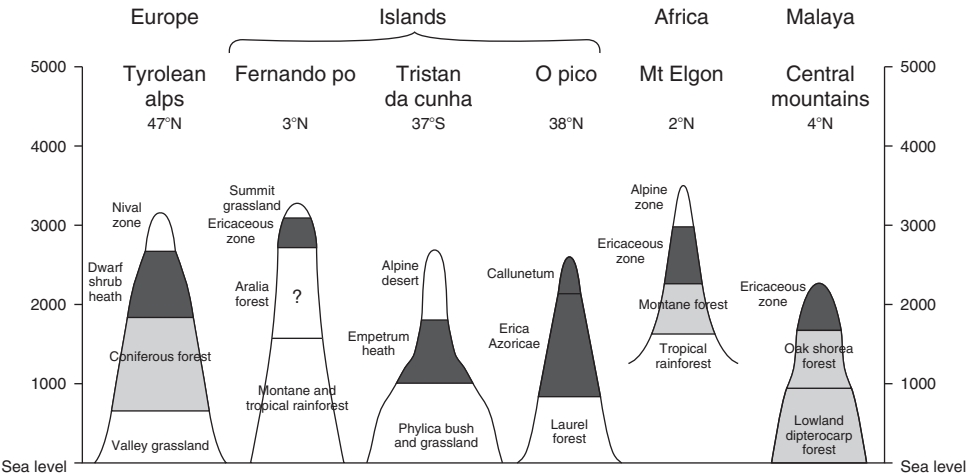 Europe
Islands
Africa
Malaya
Tyrolean
alps
47°N
Fernando po
3°N
Tristan
da cunha
37°S
O pico
38°N
Mt Elgon
2°N
Central
mountains
4°N
5000
4000
3000
2000
1000
Sea level
Nival
zone
Dwarf
shrub
heath
Coniferous forest
Valley grassland
Summit
grassland
Ericaceous
zone
Aralia
forest
?
Montane and
tropical rainforest
Alpine
desert
Empetrum
heath
Phylica bush
and grassland
Callunetum
Erica
Azoricae
Laurel
forest
Alpine
zone
Ericaceous
zone
Montane forest
Tropical
rainforest
Ericaceous
zone
Oak shorea
forest
Lowland
dipterocarp
forest
5000
4000
3000
2000
1000
Sea level